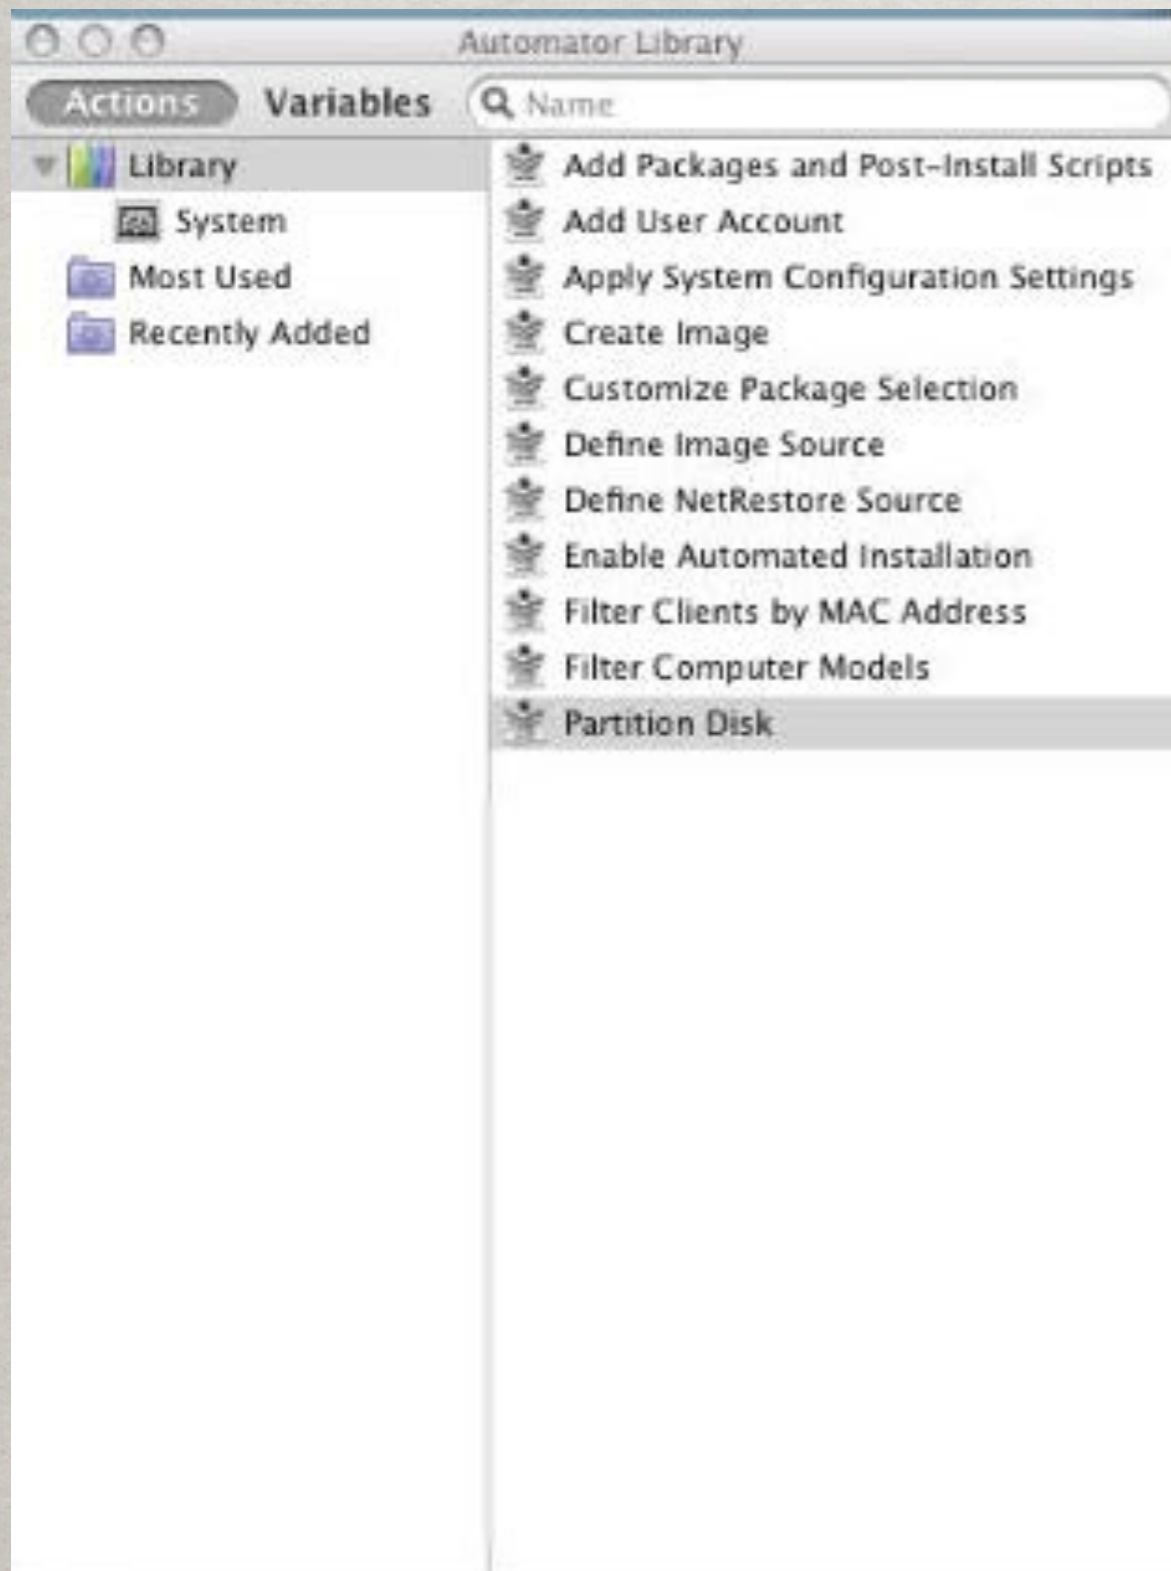 Automator Library
Actions Variables Name
Library
System
Most Used
Recently Added
Add Packages and Post-Install Scripts
Add User Account
Apply System Configuration Settings
Create Image
Customize Package Selection
Define Image Source
Define NetRestore Source
Enable Automated Installation
Filter Clients by MAC Address
Filter Computer Models
Partition Disk